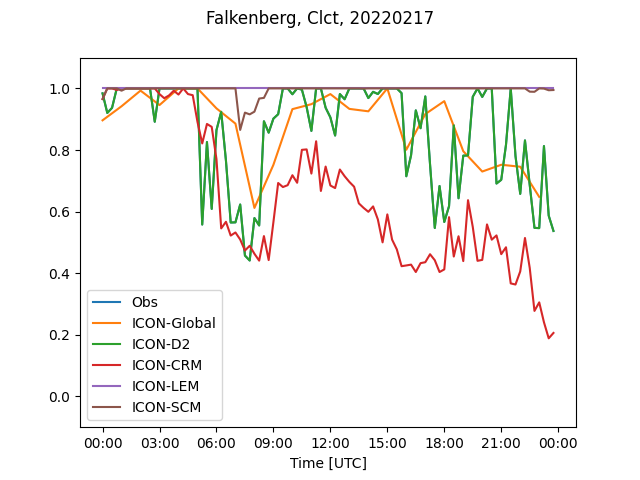 Falkenberg, Clct, 20220217
1.0
0.8
0.6
0.4
0.2
0.0
Obs
ICON-Global
ICON-D2
ICON-CRM
ICON-LEM
ICON-SCM
00:00 03:00 06:00 09:00 12:00 15:00 18:00 21:00 00:00
Time [UTC]